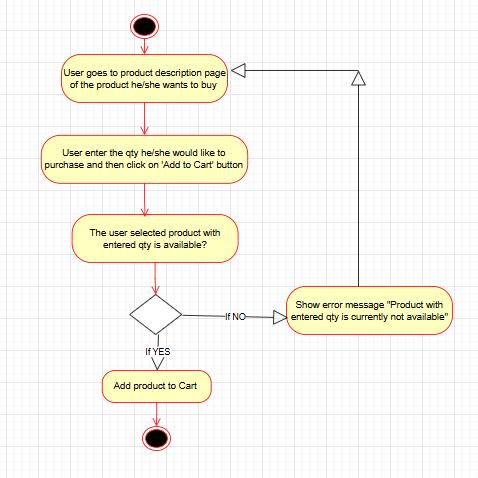 User goes to product description page
of the product he/she wants to buy
User enter the qty he/she would like to
purchase and then click on 'Add to Cart' button
The user selected product with
entered qty is available?
If NO
Show error message "Product with
entered qty is currently not available"
If YES
Add product to Cart